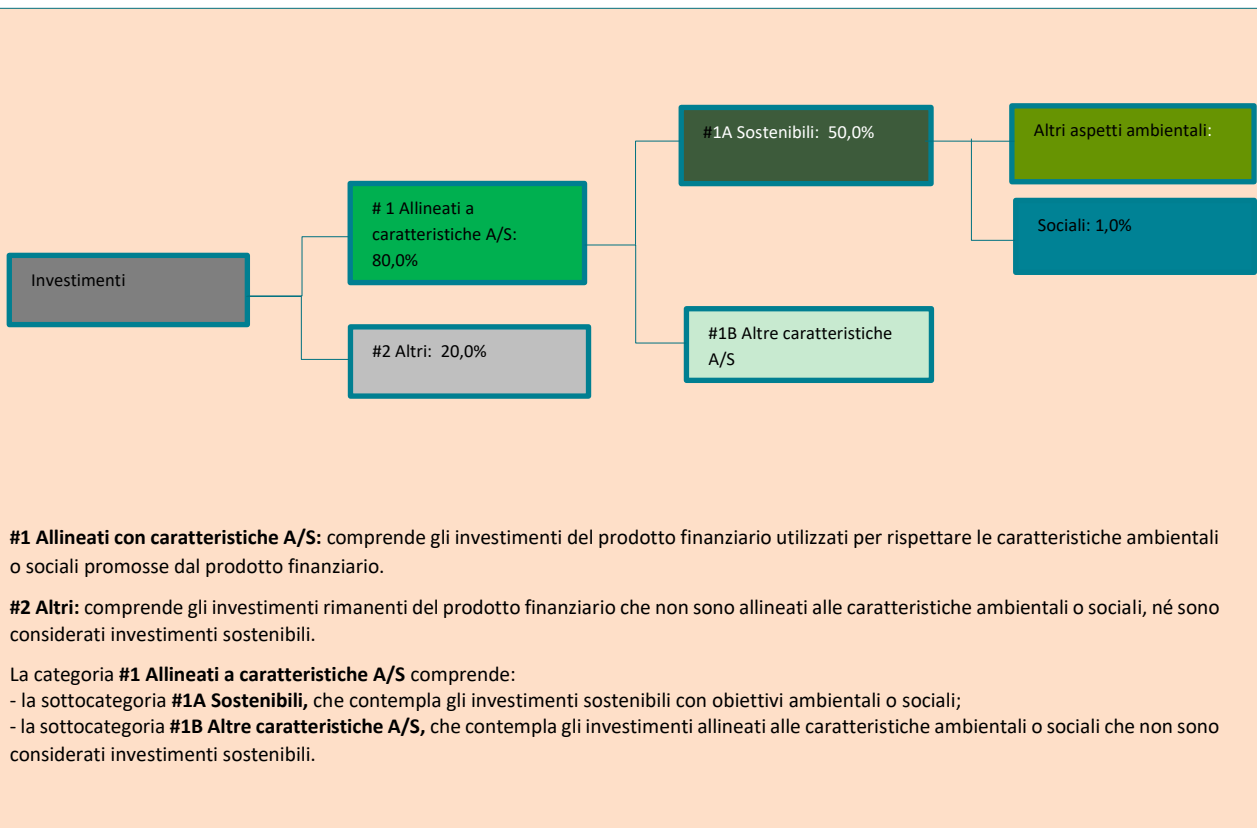 #1A Sostenibili: 50,0%
Altri aspetti ambientali:
# 1 Allineati a
caratteristiche A/S:
80,0%
Sociali: 1,0%
Investimenti
#2 Altri: 20,0%
#1B Altre caratteristiche
A/S
#1 Allineati con caratteristiche A/S: comprende gli investimenti del prodotto finanziario utilizzati per rispettare le caratteristiche ambientali
o sociali promosse dal prodotto finanziario.
#2 Altri: comprende gli investimenti rimanenti del prodotto finanziario che non sono allineati alle caratteristiche ambientali o sociali, né sono
considerati investimenti sostenibili.
La categoria #1 Allineati a caratteristiche A/S comprende:
- la sottocategoria #1A Sostenibili, che contempla gli investimenti sostenibili con obiettivi ambientali o sociali;
- la sottocategoria #1B Altre caratteristiche A/S, che contempla gli investimenti allineati alle caratteristiche ambientali o sociali che non sono
considerati investimenti sostenibili.